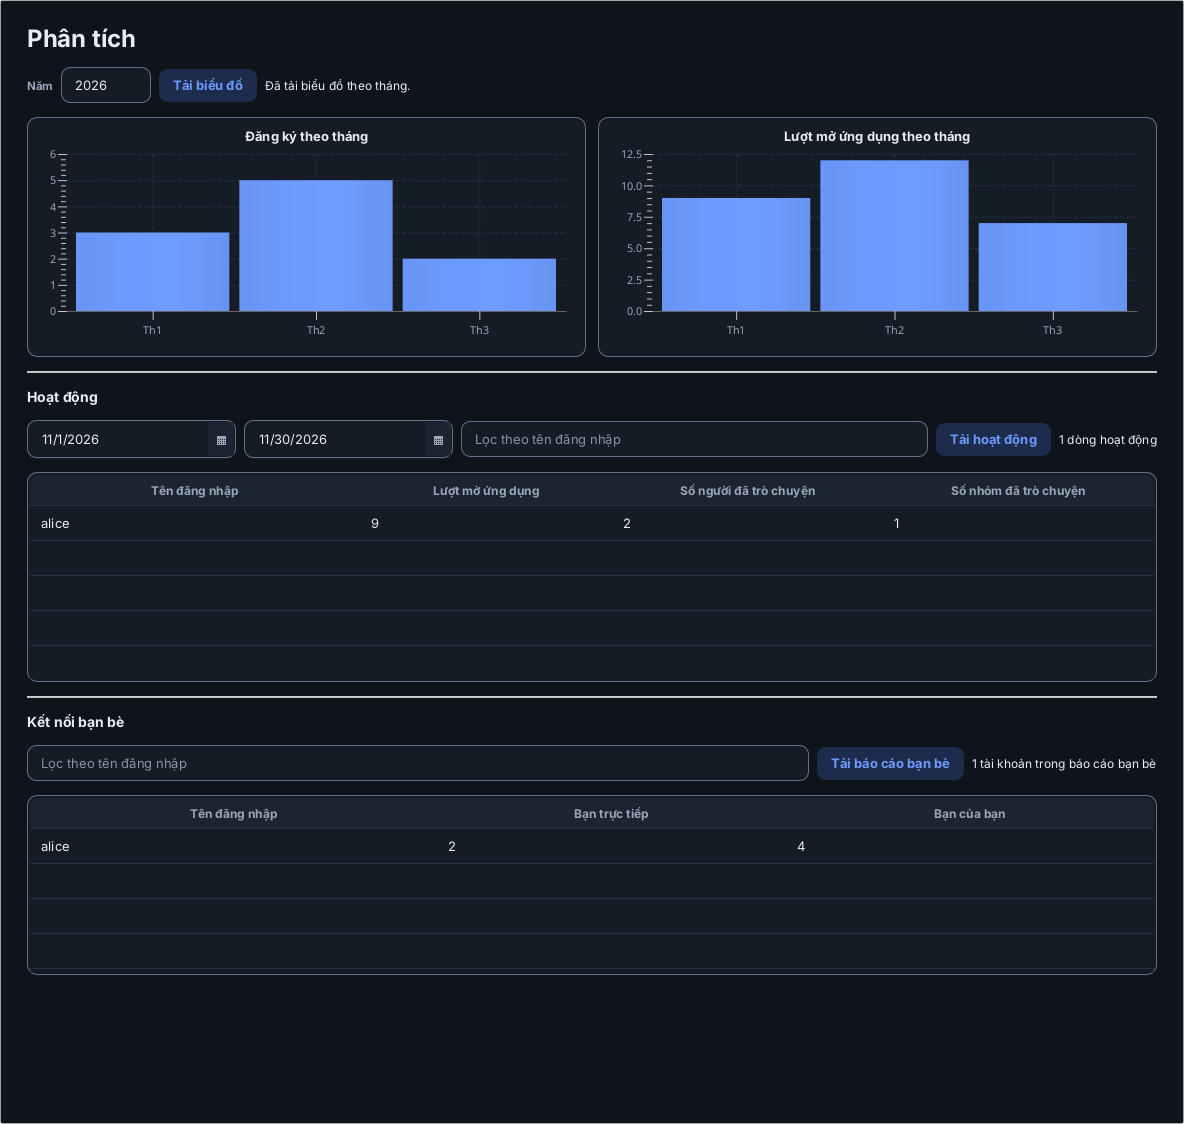 Phân tích
Năm 2026 Tải biểu đồ Đã tải biểu đồ theo tháng.
Đăng ký theo tháng
6
5
4
3
2
1
0
Th1 Th2 Th3
Lượt mở ứng dụng theo tháng
12.5
10.0
7.5
5.0
2.5
0.0
Th1 Th2 Th3
Hoạt động
11/1/2026 11/30/2026 Lọc theo tên đăng nhập Tải hoạt động 1 dòng hoạt động
Tên đăng nhập Lượt mở ứng dụng Số người đã trò chuyện Số nhóm đã trò chuyện
alice 9 2 1
Kết nối bạn bè
Lọc theo tên đăng nhập Tải báo cáo bạn bè 1 tài khoản trong báo cáo bạn bè
Tên đăng nhập Bạn trực tiếp Bạn của bạn
alice 2 4